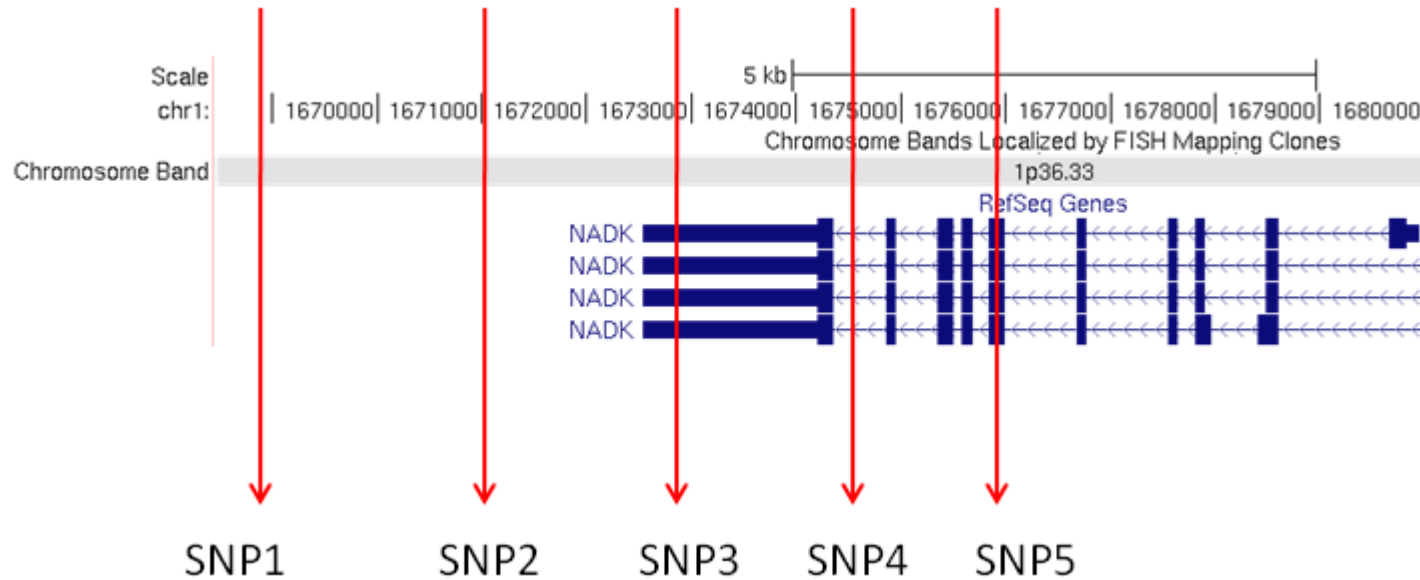 Scale 5 kb
chr1: 1670000 1671000 1672000 1673000 1674000 1675000 1676000 1677000 1678000 1679000 1680000
Chromosome Bands Localized by FISH Mapping Clones
Chromosome Band 1p36.33
RefSeq Genes
NADK
NADK
NADK
NADK
SNP1 SNP2 SNP3 SNP4 SNP5